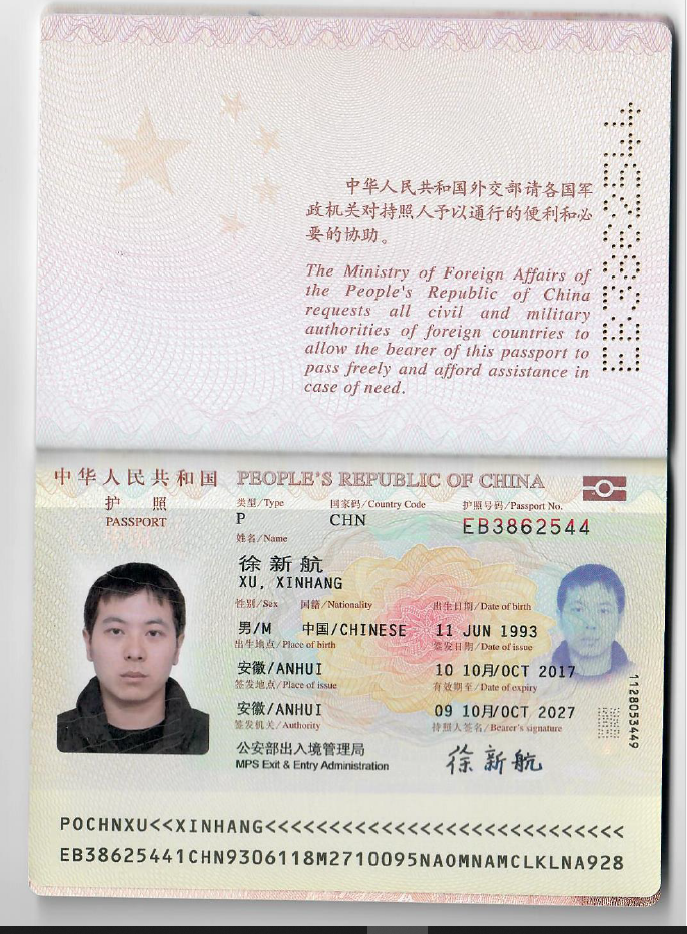 中华人民共和国外交部请各国军
政机关对持照人予以通行的便利和必
要的协助。
The Ministry of Foreign Affairs of
the People's Republic of China
requests all civil and military
authorities of foreign countries to
allow the bearer of this passport to
pass freely and afford assistance in
case of need.
EB3862544
中华人民共和国 PEOPLE'S REPUBLIC OF CHINA
护 照
PASSPORT
类型/Type 国家码/Country Code 护照号码/Passport No.
P CHN EB3862544
姓名/Name
徐新航
XU, XINHANG
性别/Sex 国籍/Nationality 出生日期/Date of birth
男/M 中国/CHINESE 11 JUN 1993
出生地点/Place of birth 签发日期/Date of issue
安徽/ANHUI 10 10月/OCT 2017
签发地点/Place of issue 有效期至/Date of expiry
安徽/ANHUI 09 10月/OCT 2027
签发机关/Authority 持照人签名/Bearer's signature
公安部出入境管理局
MPS Exit & Entry Administration
徐新航
1128053449
POCHNXU<<XINHANG<<<<<<<<<<<<<<<<<<<<<<<<<<<<
EB38625441CHN9306118M2710095NAOMNAMCLKLNA928